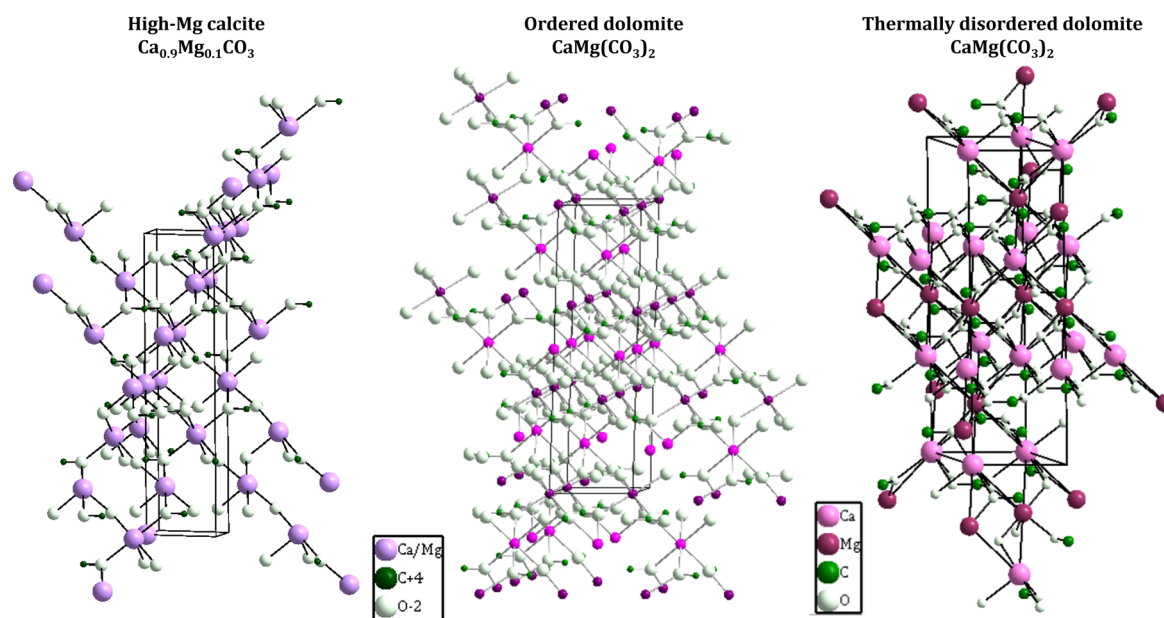 High-Mg calcite
Ca₀.₉Mg₀.₁CO₃
Ordered dolomite
CaMg(CO₃)₂
Thermally disordered dolomite
CaMg(CO₃)₂
Ca/Mg
C+4
O-2
Ca
Mg
C
O